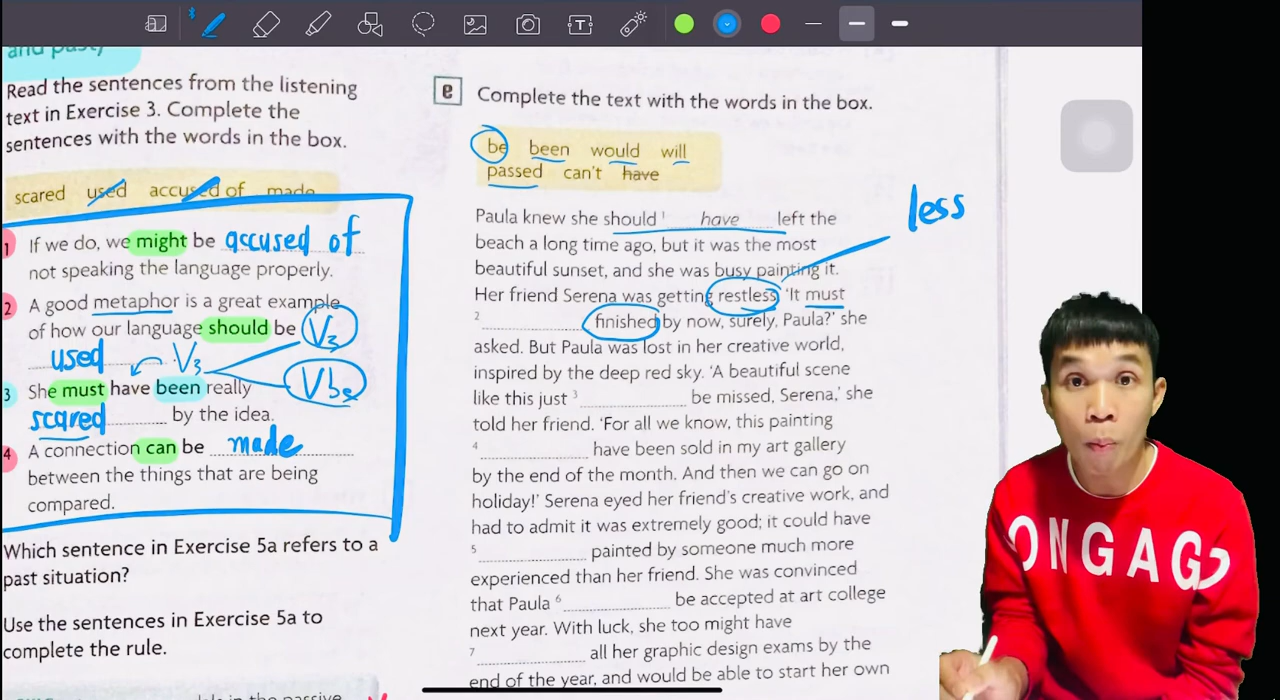 and past)
Read the sentences from the listening
text in Exercise 3. Complete the
sentences with the words in the box.
scared used accused of made
1 If we do, we might be accused of
not speaking the language properly.
2 A good metaphor is a great example
of how our language should be V3
used V3 Vbe
3 She must have been really
scared by the idea.
4 A connection can be made
between the things that are being
compared.
Which sentence in Exercise 5a refers to a
past situation?
Use the sentences in Exercise 5a to
complete the rule.
in the passive
e Complete the text with the words in the box.
be been would will
passed can't have
less
Paula knew she should 1 have left the
beach a long time ago, but it was the most
beautiful sunset, and she was busy painting it.
Her friend Serena was getting restless. 'It must
2 finished by now, surely, Paula?' she
asked. But Paula was lost in her creative world,
inspired by the deep red sky. 'A beautiful scene
like this just 3 be missed, Serena,' she
told her friend. 'For all we know, this painting
4 have been sold in my art gallery
by the end of the month. And then we can go on
holiday!' Serena eyed her friend's creative work, and
had to admit it was extremely good; it could have
5 painted by someone much more
experienced than her friend. She was convinced
that Paula 6 be accepted at art college
next year. With luck, she too might have
7 all her graphic design exams by the
end of the year, and would be able to start her own
T